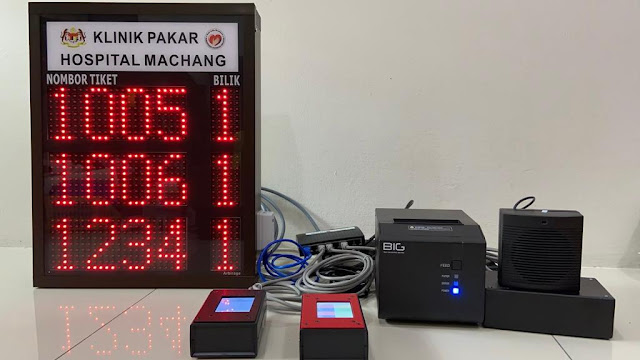 KLINIK PAKAR
HOSPITAL MACHANG
NOMBOR TIKET BILIK
1005 1
1006 1
1234 1
BIG